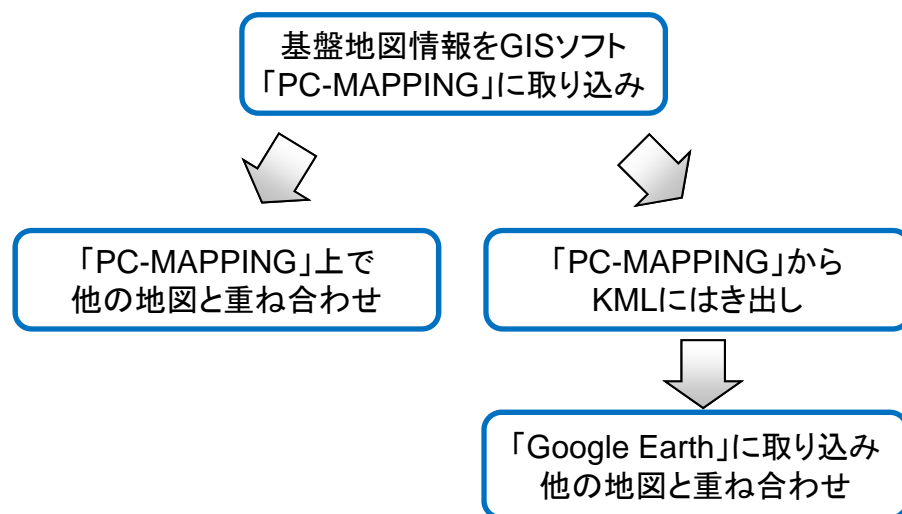 基盤地図情報をGISソフト
「PC-MAPPING」に取り込み
「PC-MAPPING」上で
他の地図と重ね合わせ
「PC-MAPPING」から
KMLにはき出し
「Google Earth」に取り込み
他の地図と重ね合わせ